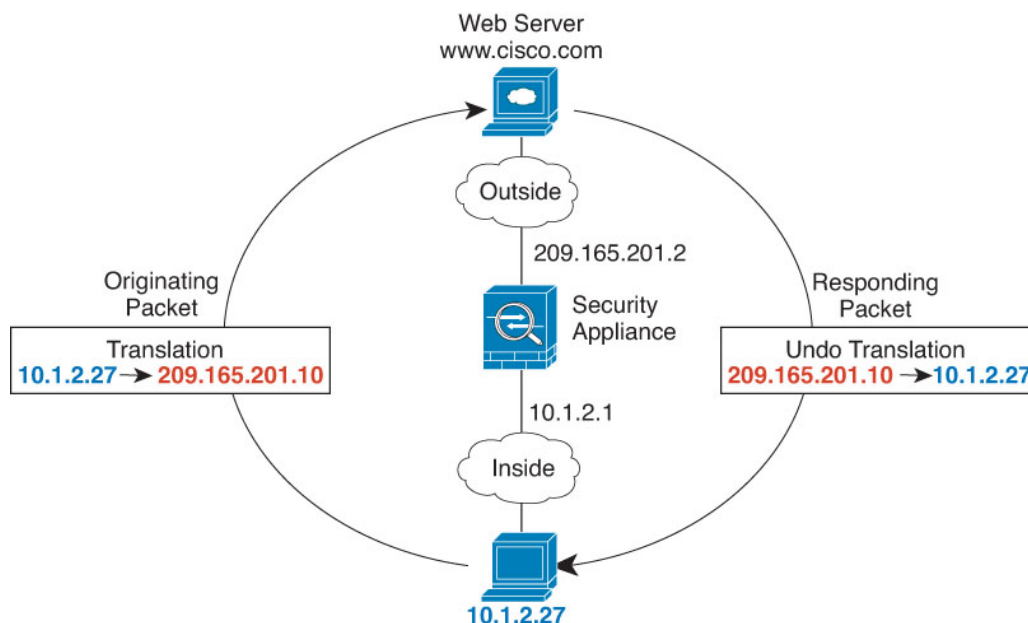 Web Server
www.cisco.com
Outside
209.165.201.2
Originating
Packet
Translation
10.1.2.27 → 209.165.201.10
Security
Appliance
Responding
Packet
Undo Translation
209.165.201.10 → 10.1.2.27
10.1.2.1
Inside
10.1.2.27